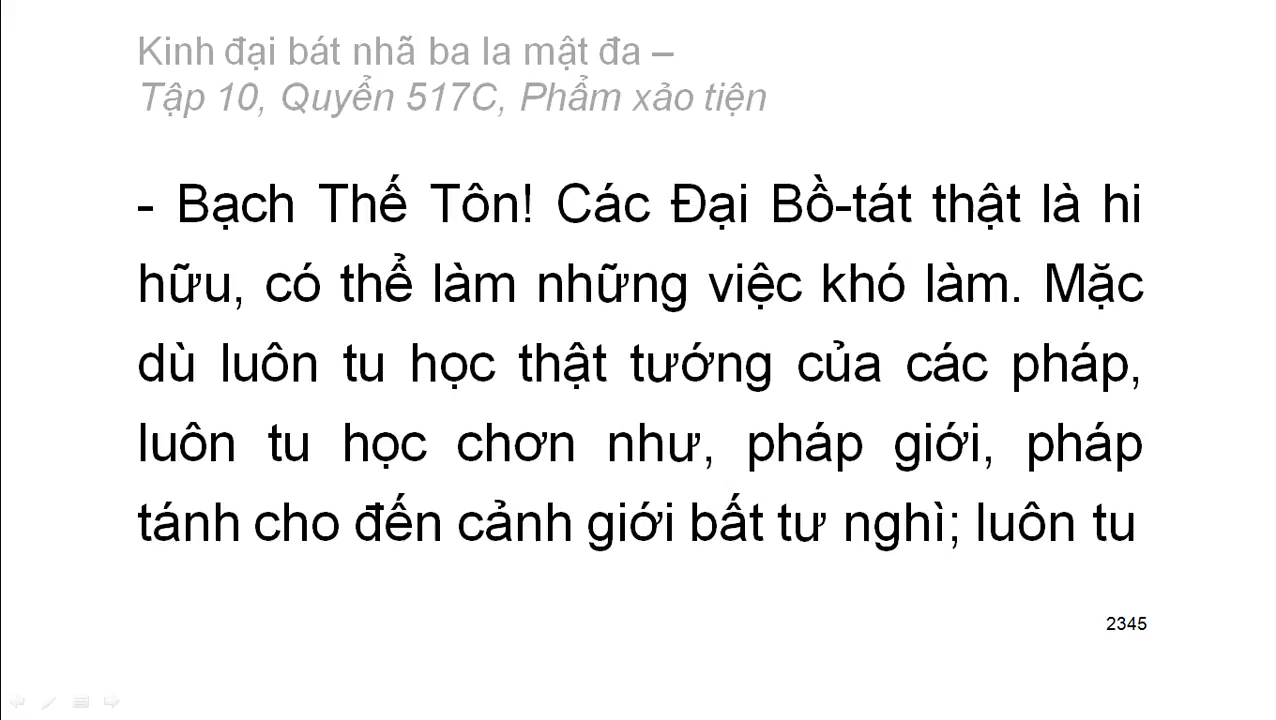 Kinh đại bát nhã ba la mật đa –
Tập 10, Quyển 517C, Phẩm xảo tiện
- Bạch Thế Tôn! Các Đại Bồ-tát thật là hi
hữu, có thể làm những việc khó làm. Mặc
dù luôn tu học thật tướng của các pháp,
luôn tu học chơn như, pháp giới, pháp
tánh cho đến cảnh giới bất tư nghì; luôn tu
2345